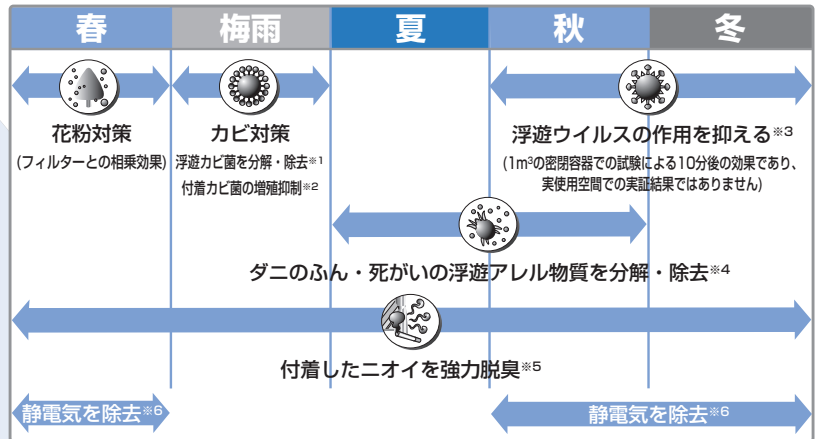 春 梅雨 夏 秋 冬
花粉対策
(フィルターとの相乗効果)
カビ対策
浮遊カビ菌を分解・除去※1
付着カビ菌の増殖抑制※2
浮遊ウイルスの作用を抑える※3
(1m³の密閉容器での試験による10分後の効果であり、
実使用空間での実証結果ではありません)
ダニのふん・死がいの浮遊アレル物質を分解・除去※4
付着したニオイを強力脱臭※5
静電気を除去※6 静電気を除去※6